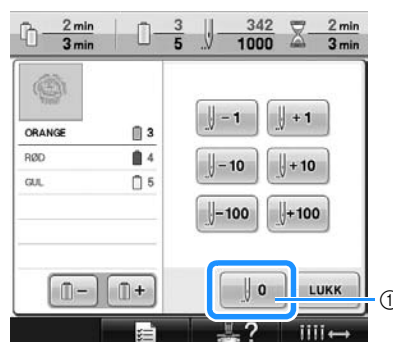 2 min 3 342 2 min
3 min 5 1000 3 min
ORANGE 3
RØD 4
GUL 5
-1 +1
-10 +10
-100 +100
- + 0 LUKK ①
?